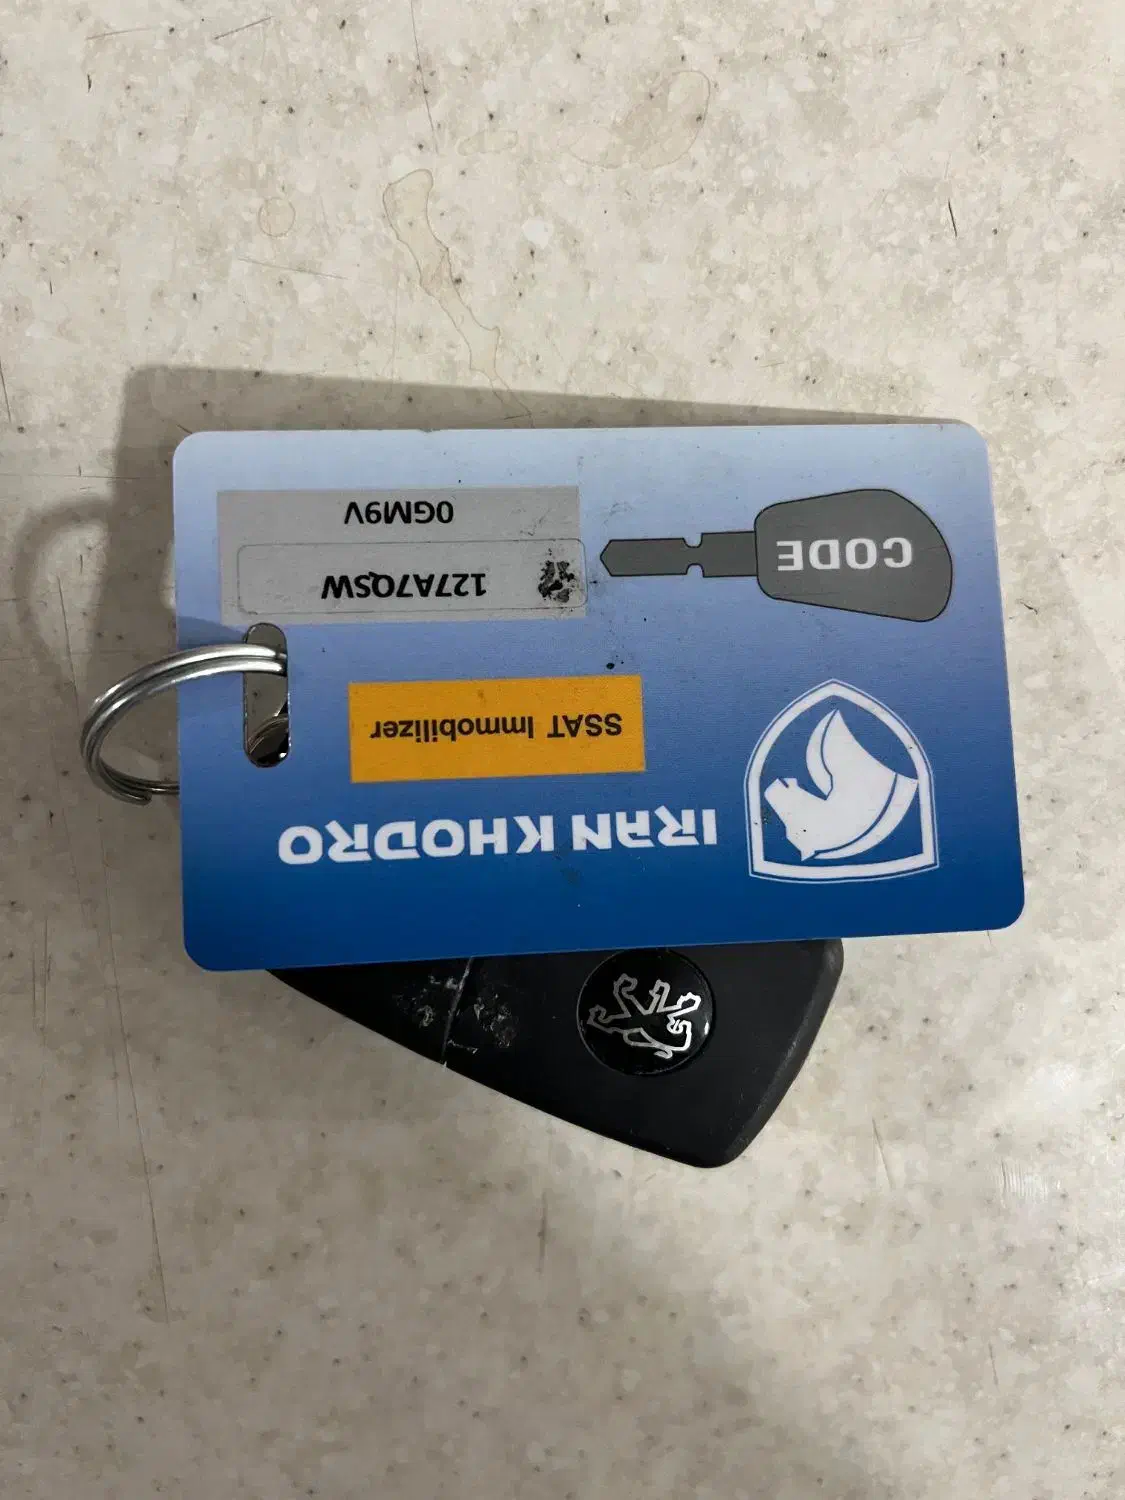 IRAN KHODRO
SSAT Immobilizer
127A7QSW
0GM9V
CODE